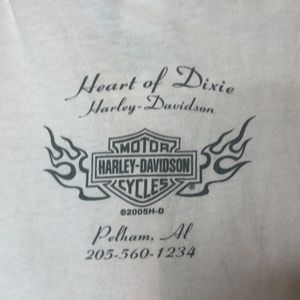 Heart of Dixie
Harley-Davidson
MOTOR
HARLEY-DAVIDSON
CYCLES
®
©2005H-D
Pelham, Al
205-560-1234